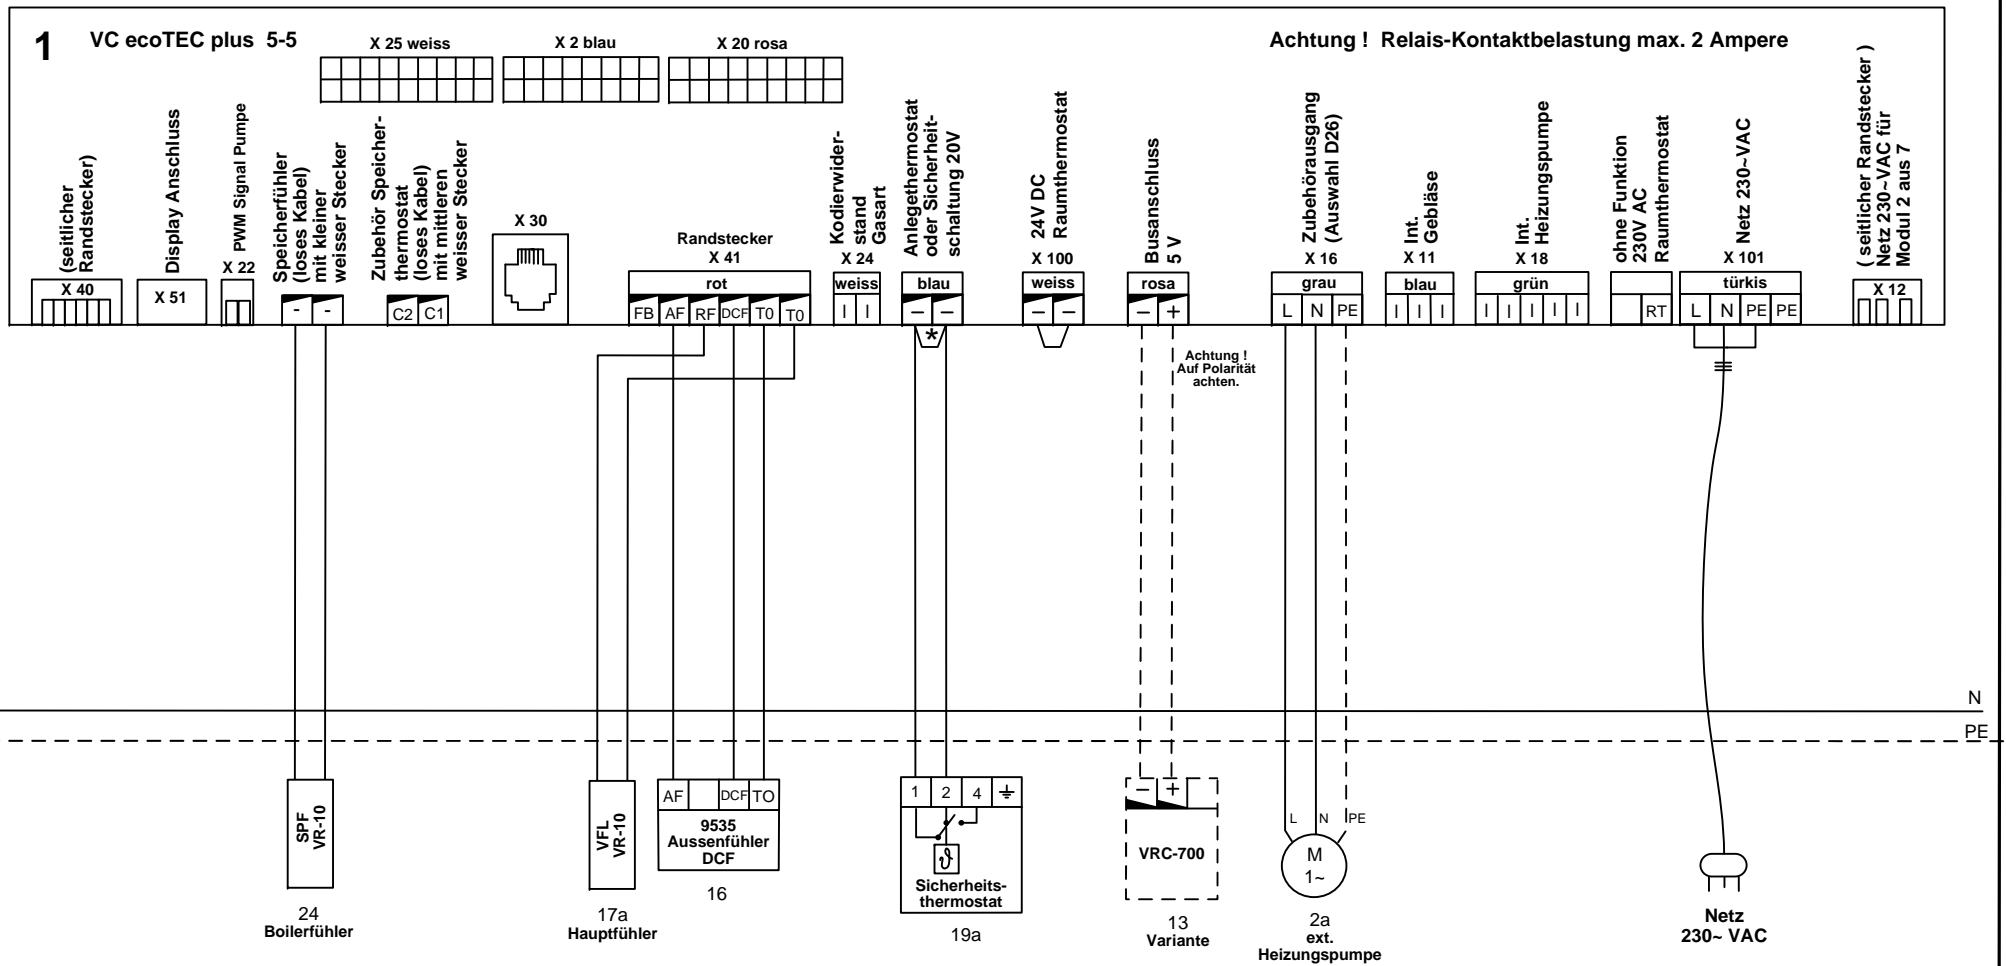 1 VC ecoTEC plus 5-5
Achtung ! Relais-Kontaktbelastung max. 2 Ampere
X 25 weiss
X 2 blau
X 20 rosa
(seitlicher
Randstecker)
X 40
Display Anschluss
X 51
PWM Signal Pumpe
X 22
Speicherfühler
(loses Kabel)
mit kleiner
weisser Stecker
- -
Zubehör Speicher-
thermostat
(loses Kabel)
mit mittleren
weisser Stecker
C2 C1
X 30
Randstecker
X 41
rot
FB AF RF DCF T0 T0
Kodierwider-
stand
Gasart
X 24
weiss
I I
Anlegethermostat
oder Sicherheit-
schaltung 20V
blau
– –
*
24V DC
Raumthermostat
X 100
weiss
– –
Busanschluss
5 V
rosa
– +
Achtung !
Auf Polarität
achten.
Zubehörausgang
(Auswahl D26)
X 16
grau
L N PE
Int.
Gebläse
X 11
blau
I I I
Int.
Heizungspumpe
X 18
grün
I I I I I
ohne Funktion
230V AC
Raumthermostat
RT
Netz 230~VAC
X 101
türkis
L N PE PE
( seitlicher Randstecker )
Netz 230~VAC für
Modul 2 aus 7
X 12
N
PE
SPF
VR-10
24
Boilerfühler
VFL
VR-10
17a
Hauptfühler
AF DCF TO
9535
Aussenfühler
DCF
16
1 2 4
ϑ
Sicherheits-
thermostat
19a
– +
VRC-700
13
Variante
L N PE
M
1~
2a
ext.
Heizungspumpe
Netz
230~ VAC